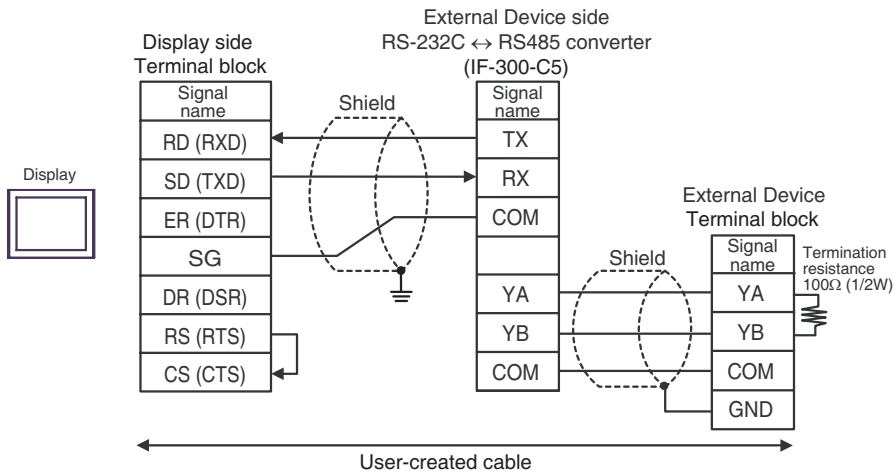 External Device side
RS-232C ↔ RS485 converter
(IF-300-C5)
Display side
Terminal block
Signal
name
RD (RXD)
SD (TXD)
ER (DTR)
SG
DR (DSR)
RS (RTS)
CS (CTS)
Shield
Signal
name
TX
RX
COM
YA
YB
COM
Display
External Device
Terminal block
Shield
Signal
name
YA
YB
COM
GND
Termination
resistance
100Ω (1/2W)
User-created cable